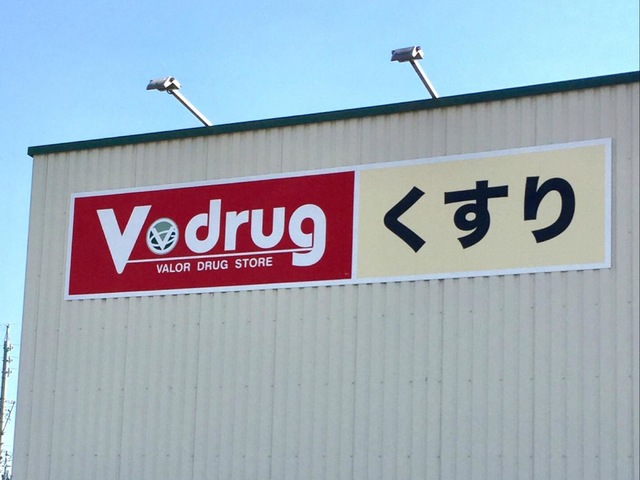 V drug
VALOR DRUG STORE
くすり